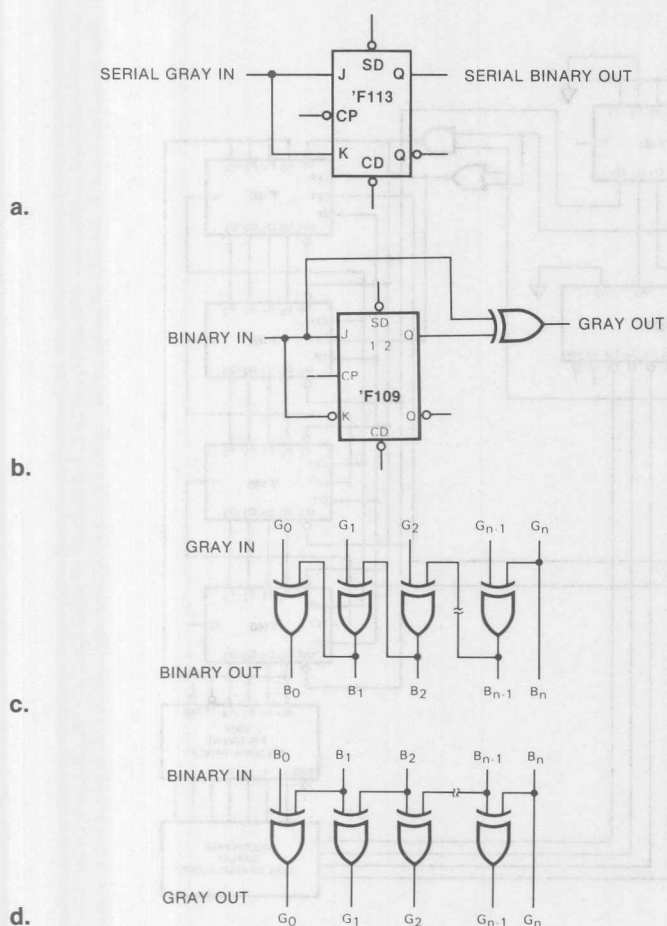 SD
SERIAL GRAY IN J Q SERIAL BINARY OUT
'F113
CP
K Q
CD
a.
SD
BINARY IN J 1 2 Q GRAY OUT
CP
'F109
K Q
CD
b.
G0 G1 G2 Gn-1 Gn
GRAY IN
BINARY OUT
B0 B1 B2 Bn-1 Bn
c.
B0 B1 B2 Bn-1 Bn
BINARY IN
GRAY OUT
G0 G1 G2 Gn-1 Gn
d.